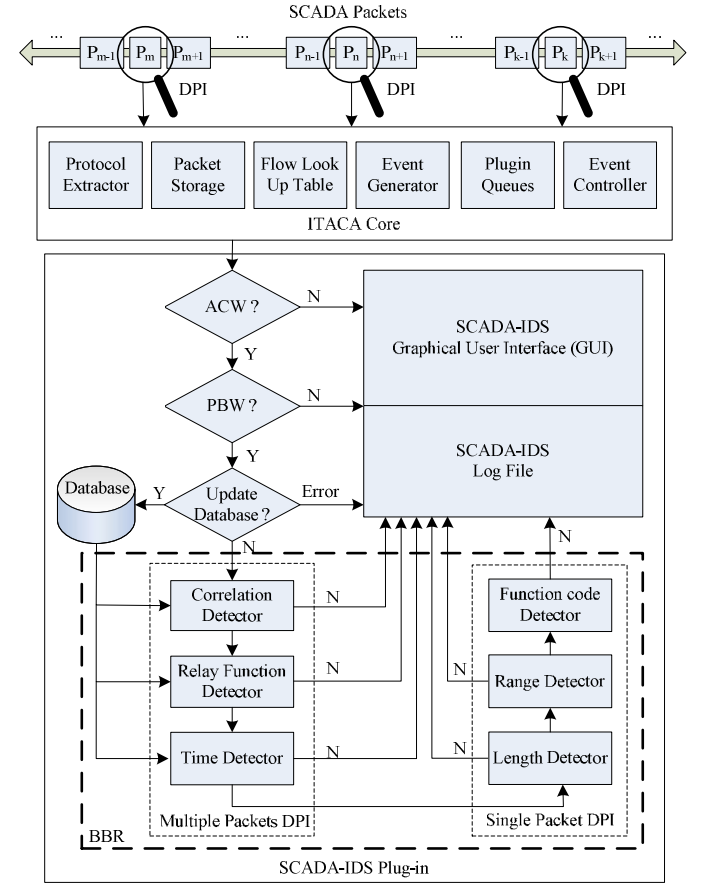 SCADA Packets
... ... ... ...
Pm-1 Pm Pm+1 Pn-1 Pn Pn+1 Pk-1 Pk Pk+1
DPI DPI DPI
Protocol Extractor
Packet Storage
Flow Look Up Table
Event Generator
Plugin Queues
Event Controller
ITACA Core
ACW ?
N
SCADA-IDS
Graphical User Interface (GUI)
Y
PBW ?
N
Y
SCADA-IDS
Log File
Database
Y
Update
Database ?
Error
N
N
Correlation
Detector
N
Function code
Detector
Relay Function
Detector
N
N
Range Detector
Time Detector
N
N
Length Detector
Multiple Packets DPI
Single Packet DPI
BBR
SCADA-IDS Plug-in